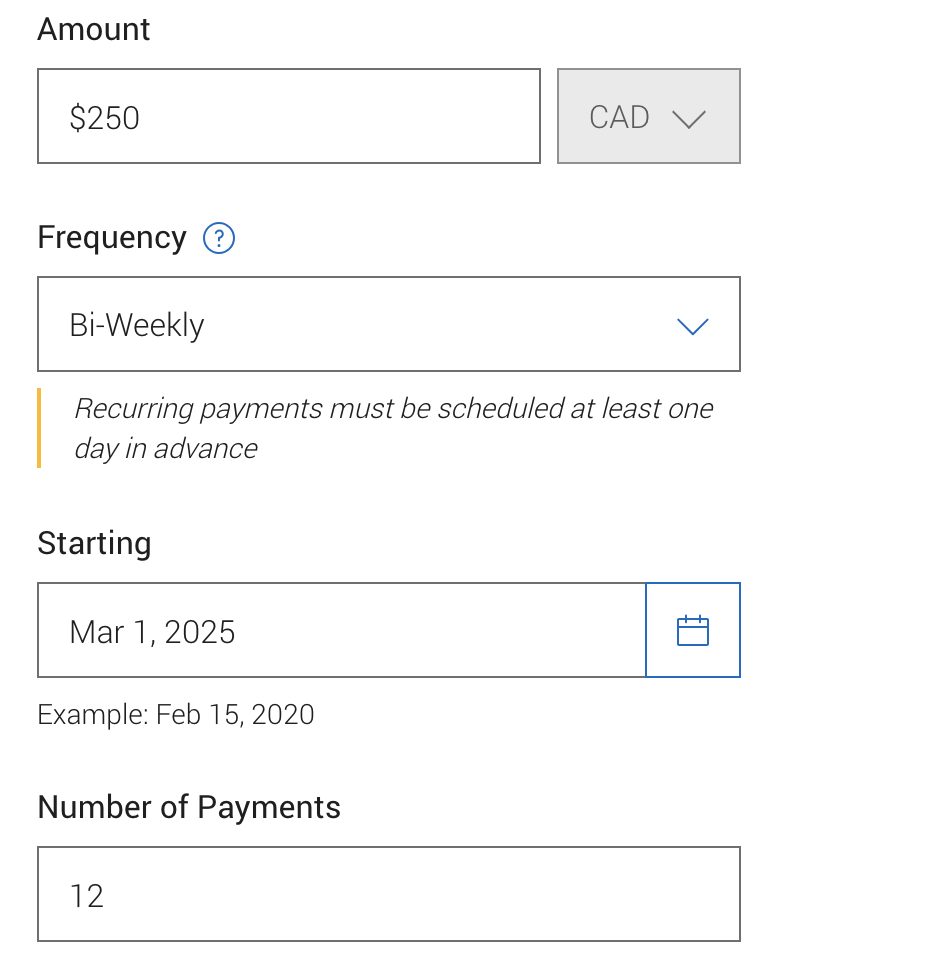 Amount
$250
CAD
Frequency ?
Bi-Weekly
Recurring payments must be scheduled at least one
day in advance
Starting
Mar 1, 2025
Example: Feb 15, 2020
Number of Payments
12